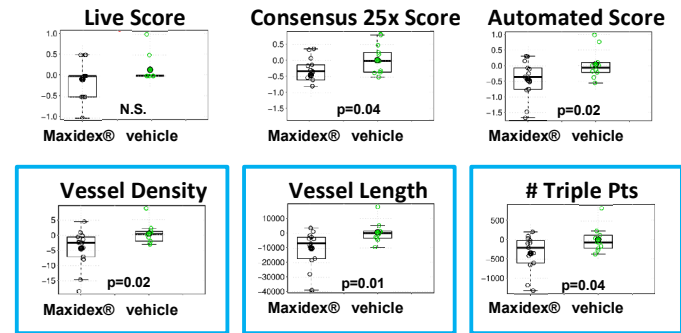 Live Score
1.0
0.5
0.0
−0.5
−1.0
N.S.
Maxidex® vehicle
Consensus 25x Score
0.5
0.0
−0.5
−1.0
−1.5
p=0.04
Maxidex® vehicle
Automated Score
1.0
0.5
0.0
−0.5
−1.0
−1.5
p=0.02
Maxidex® vehicle
Vessel Density
5
0
−5
−10
−15
p=0.02
Maxidex® vehicle
Vessel Length
10000
0
−10000
−20000
−30000
−40000
p=0.01
Maxidex® vehicle
# Triple Pts
500
0
−500
−1000
p=0.04
Maxidex® vehicle